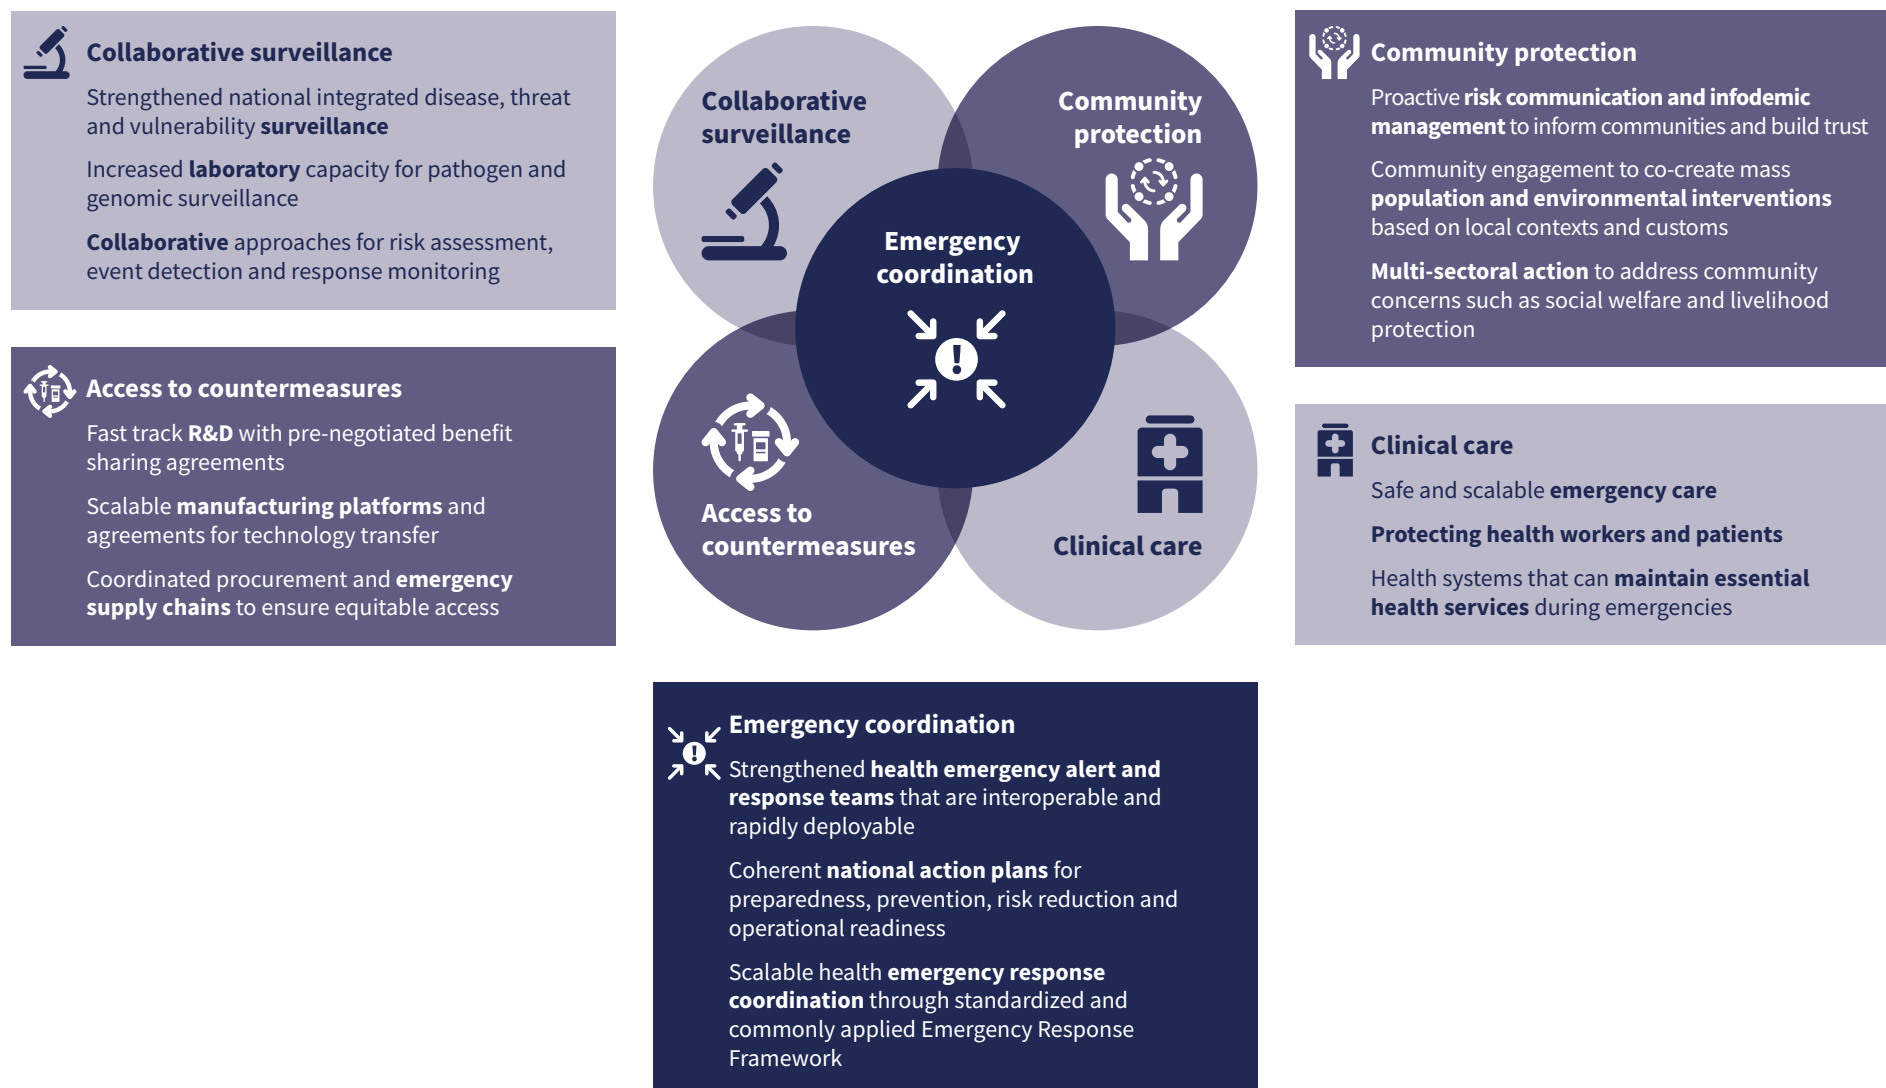 Collaborative surveillance
Strengthened national integrated disease, threat
and vulnerability surveillance
Increased laboratory capacity for pathogen and
genomic surveillance
Collaborative approaches for risk assessment,
event detection and response monitoring
Access to countermeasures
Fast track R&D with pre-negotiated benefit
sharing agreements
Scalable manufacturing platforms and
agreements for technology transfer
Coordinated procurement and emergency
supply chains to ensure equitable access
Collaborative
surveillance
Community
protection
Emergency
coordination
Access to
countermeasures
Clinical care
Community protection
Proactive risk communication and infodemic
management to inform communities and build trust
Community engagement to co-create mass
population and environmental interventions
based on local contexts and customs
Multi-sectoral action to address community
concerns such as social welfare and livelihood
protection
Clinical care
Safe and scalable emergency care
Protecting health workers and patients
Health systems that can maintain essential
health services during emergencies
Emergency coordination
Strengthened health emergency alert and
response teams that are interoperable and
rapidly deployable
Coherent national action plans for
preparedness, prevention, risk reduction and
operational readiness
Scalable health emergency response
coordination through standardized and
commonly applied Emergency Response
Framework